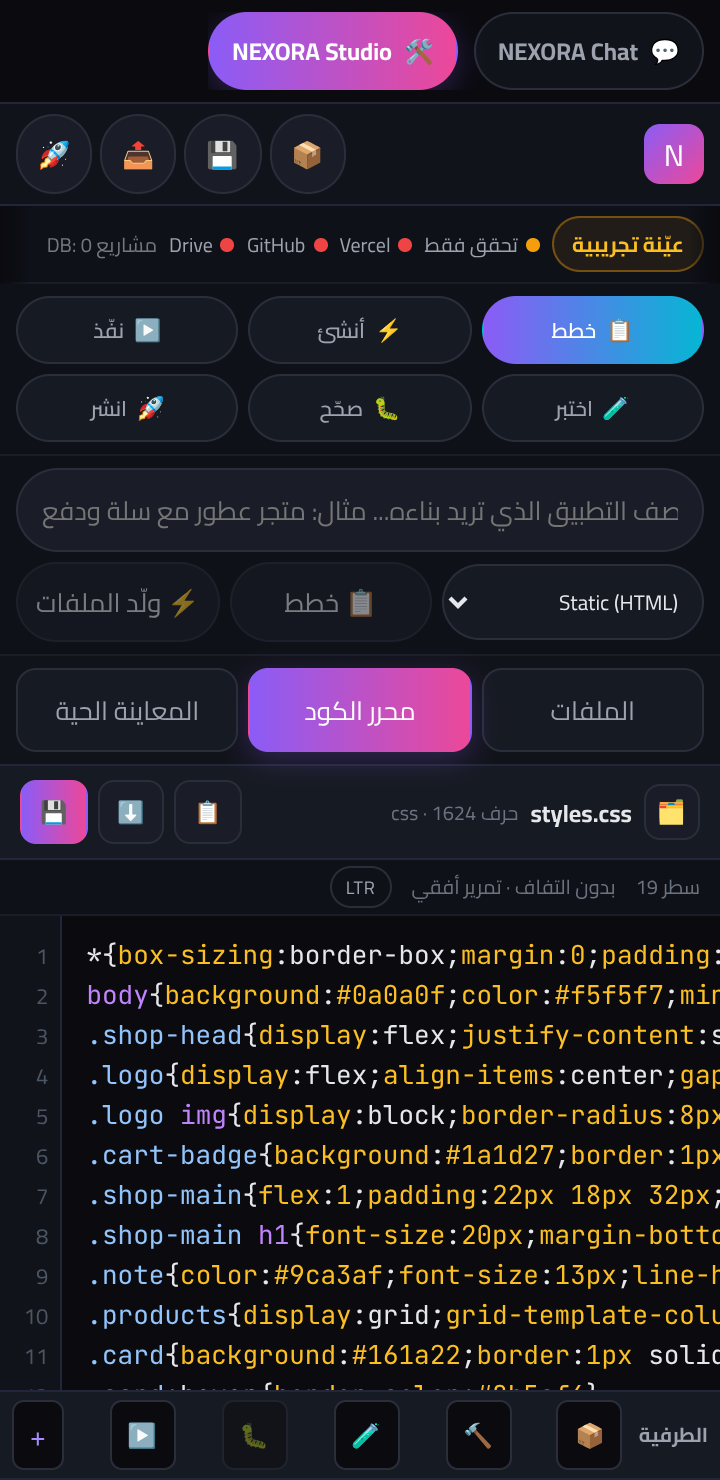 NEXORA Chat
NEXORA Studio
N
عيّنة تجريبية
تحقق فقط
Vercel
GitHub
Drive
DB: 0 مشاريع
خطط
أنشئ
نفّذ
اختبر
صحّح
انشر
صف التطبيق الذي تريد بناءه... مثال: متجر عطور مع سلة ودفع
Static (HTML)
خطط
ولّد الملفات
الملفات
محرر الكود
المعاينة الحية
styles.css
css · 1624 حرف
سطر 19
بدون التفاف · تمرير أفقي
LTR
1 *{box-sizing:border-box;margin:0;padding:
2 body{background:#0a0a0f;color:#f5f5f7;min
3 .shop-head{display:flex;justify-content:s
4 .logo{display:flex;align-items:center;gap
5 .logo img{display:block;border-radius:8px
6 .cart-badge{background:#1a1d27;border:1px
7 .shop-main{flex:1;padding:22px 18px 32px;
8 .shop-main h1{font-size:20px;margin-botto
9 .note{color:#9ca3af;font-size:13px;line-h
10 .products{display:grid;grid-template-colu
11 .card{background:#161a22;border:1px solid
الطرفية
+